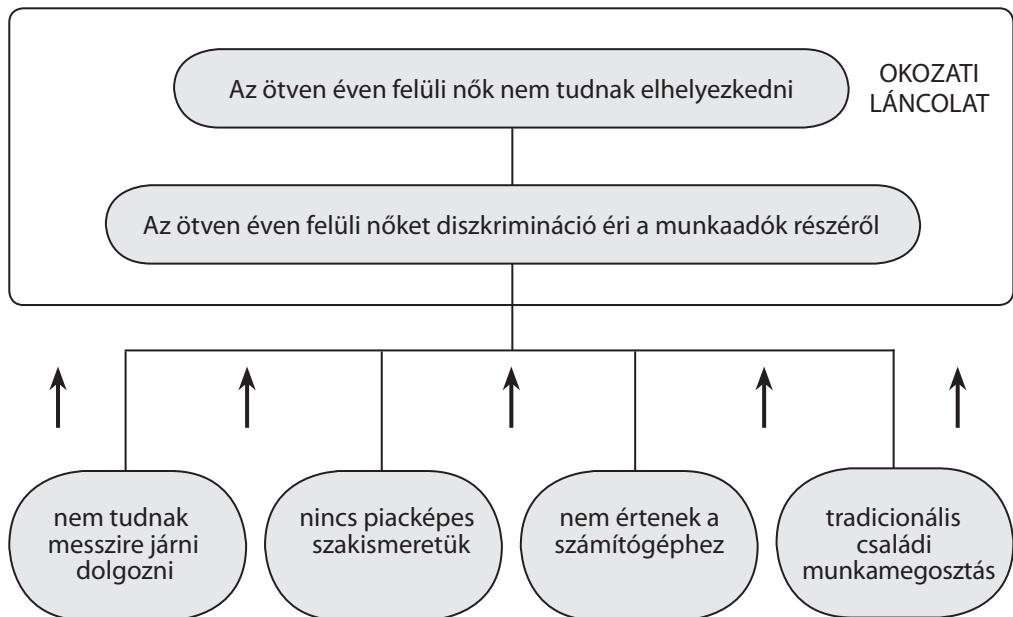 Az ötven éven felüli nők nem tudnak elhelyezkedni
OKOZATI
LÁNCOLAT
Az ötven éven felüli nőket diszkrimináció éri a munkaadók részéről
nem tudnak
messzire járni
dolgozni
nincs piacképes
szakismeretük
nem értenek a
számítógéphez
tradicionális
családi
munkamegosztás